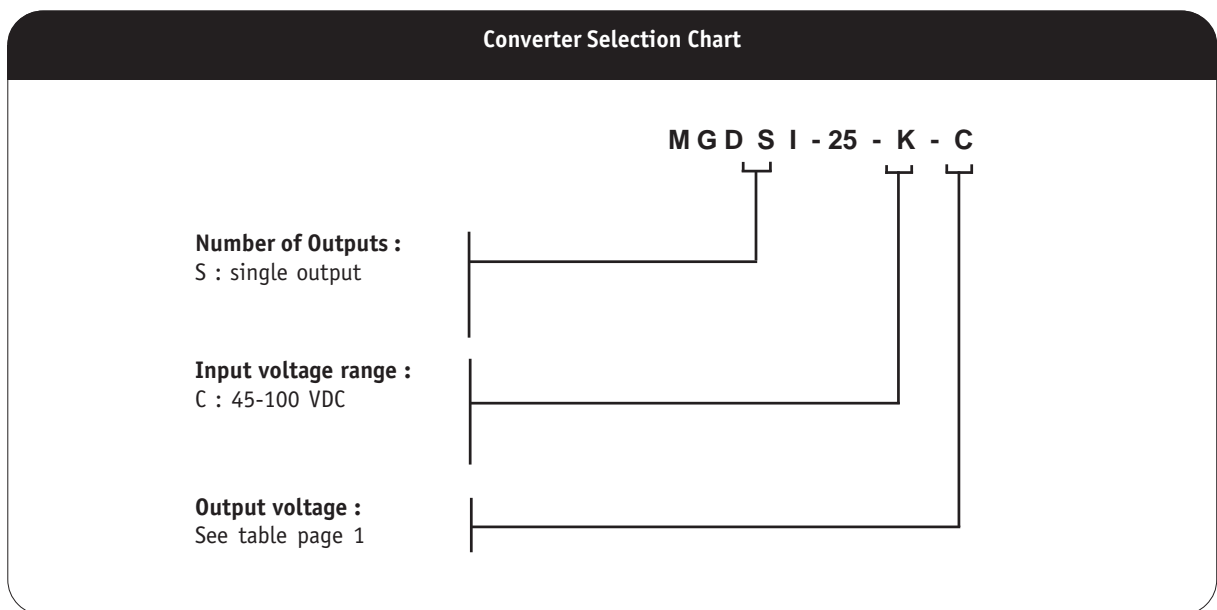 Converter Selection Chart
M G D S I - 25 - K - C
Number of Outputs :
S : single output
Input voltage range :
C : 45-100 VDC
Output voltage :
See table page 1